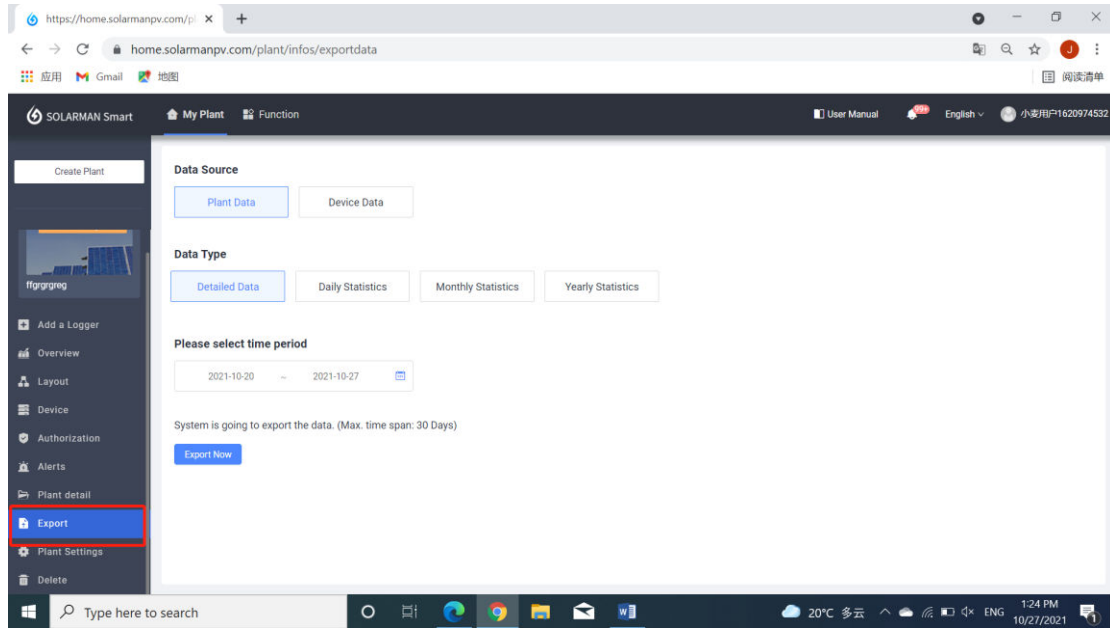 https://home.solarmanpv.com/pl
home.solarmanpv.com/plant/infos/exportdata
J
应用 Gmail 地图 阅读清单
SOLARMAN Smart My Plant Function User Manual 99+ English 小麦用户1620974532
Create Plant
ffgrgrgreg
Add a Logger
Overview
Layout
Device
Authorization
Alerts
Plant detail
Export
Plant Settings
Delete
Data Source
Plant Data Device Data
Data Type
Detailed Data Daily Statistics Monthly Statistics Yearly Statistics
Please select time period
2021-10-20 ~ 2021-10-27
System is going to export the data. (Max. time span: 30 Days)
Export Now
Type here to search 20°C 多云 ENG 1:24 PM
10/27/2021 1